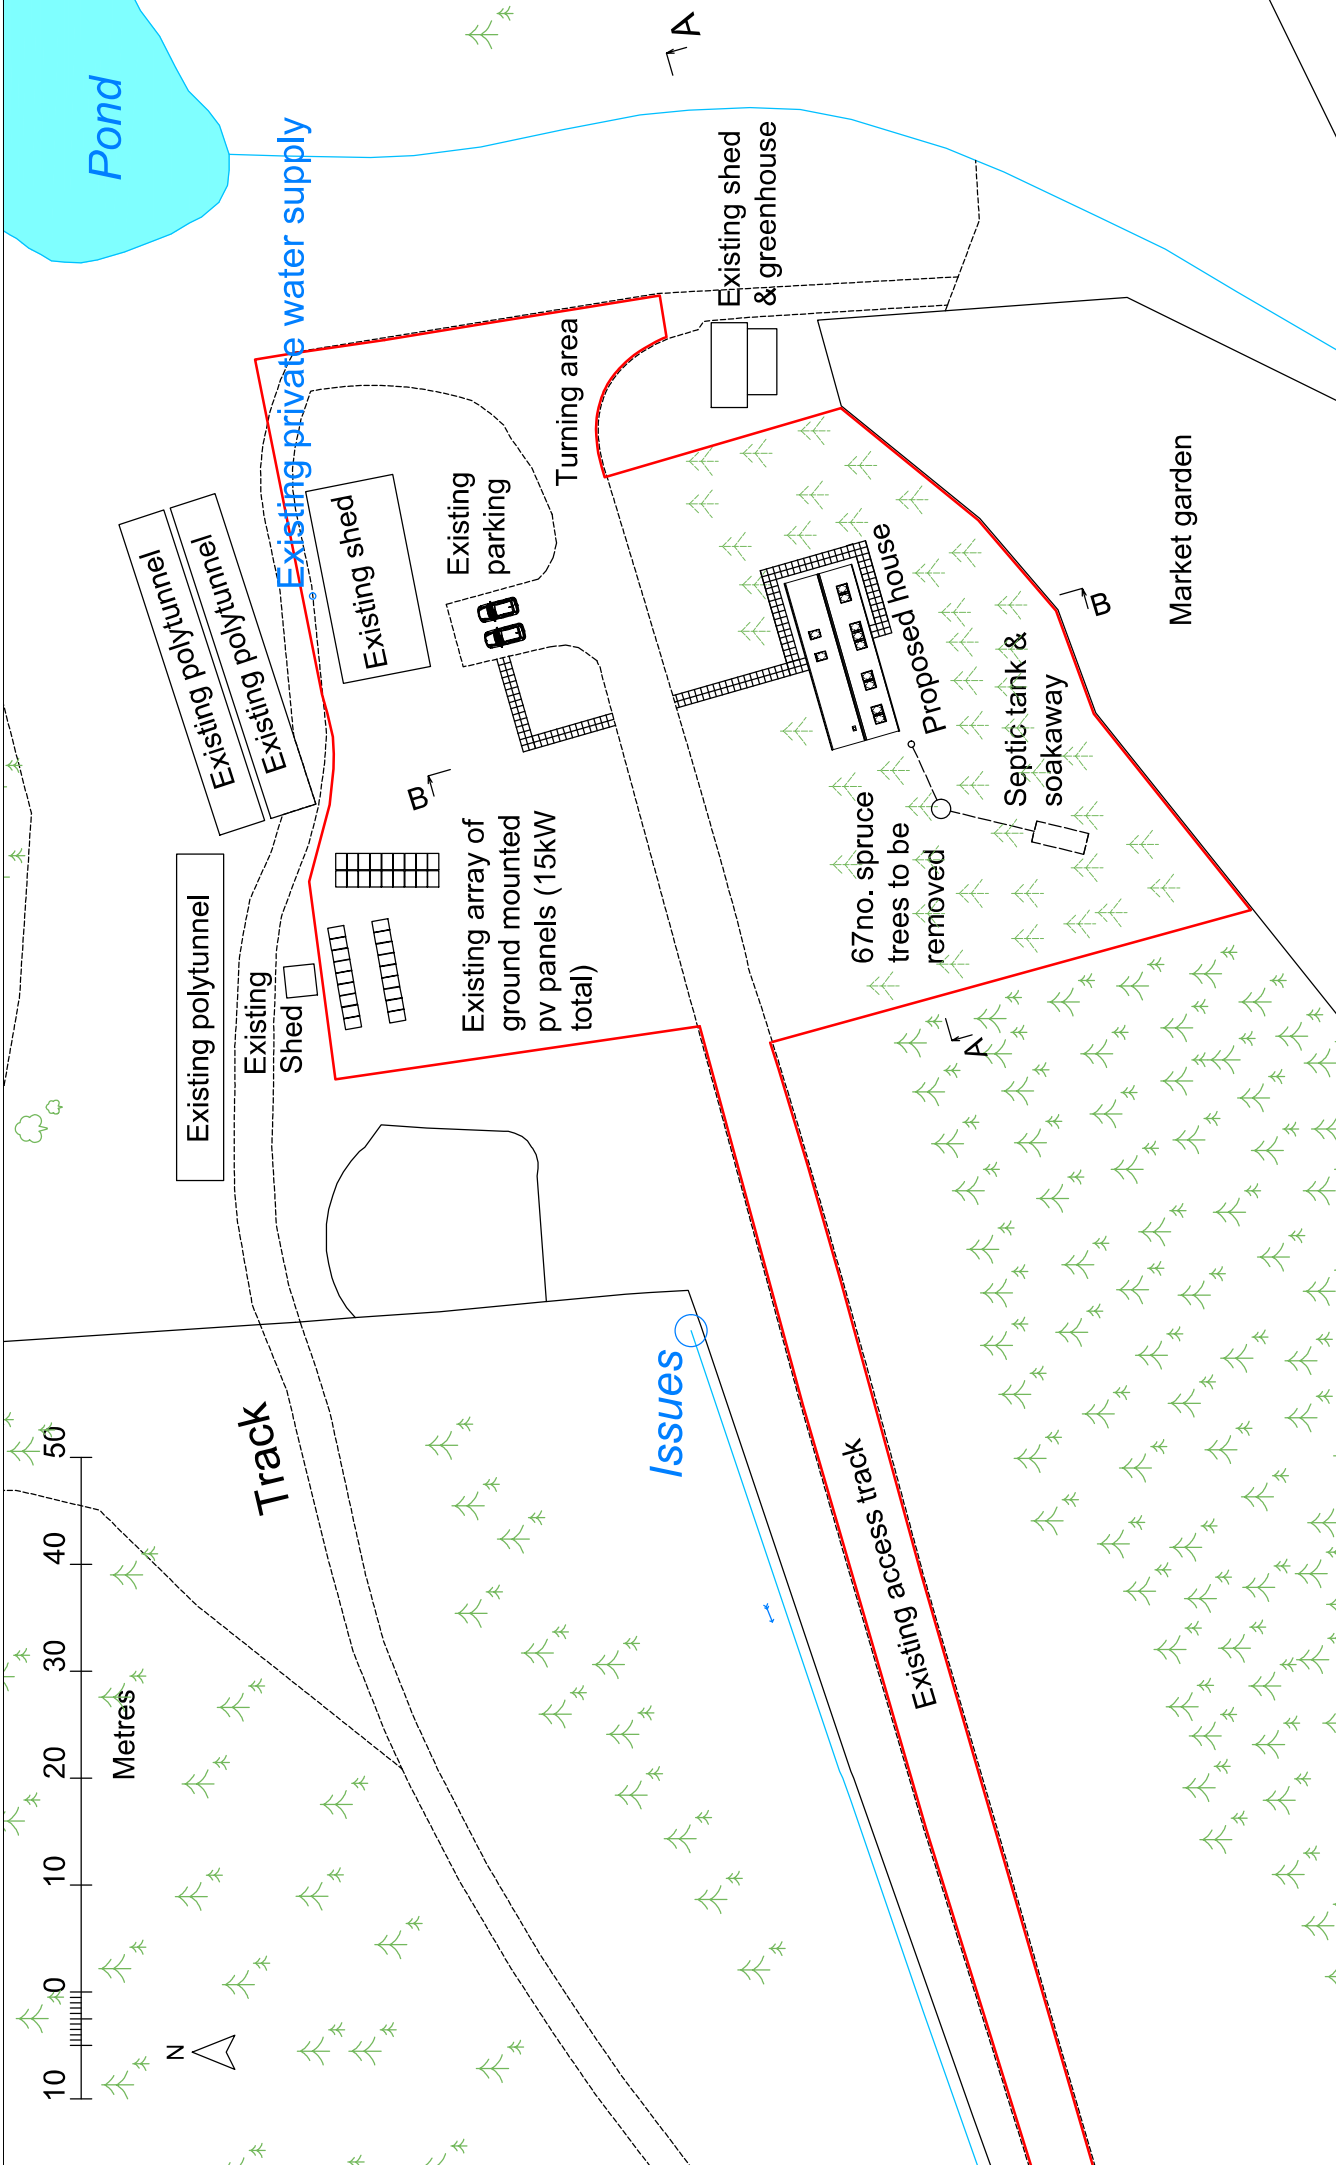 Pond
Existing private water supply
A
Existing shed
& greenhouse
Turning area
Existing polytunnel
Existing polytunnel
Existing shed
Existing
parking
Market garden
Proposed house
B
Septic tank &
soakaway
B
67no. spruce
trees to be
removed
Existing array of
ground mounted
pv panels (15kW
total)
Existing polytunnel
Existing
Shed
A
Track
Issues
Existing access track
10 0 10 20 30 40 50
Metres
N